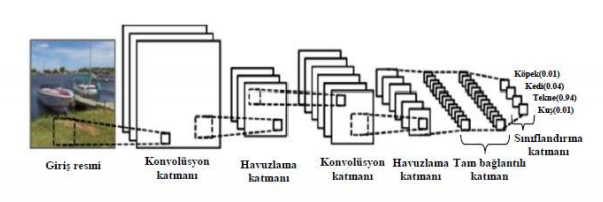 Köpek(0.01)
Kedi(0.04)
Tekne(0.94)
Kuş(0.01)
Sınıflandırma
katmanı
Giriş resmi
Konvolüsyon
katmanı
Havuzlama
katmanı
Konvolüsyon
katmanı
Havuzlama
katmanı
Tam bağlantılı
katman